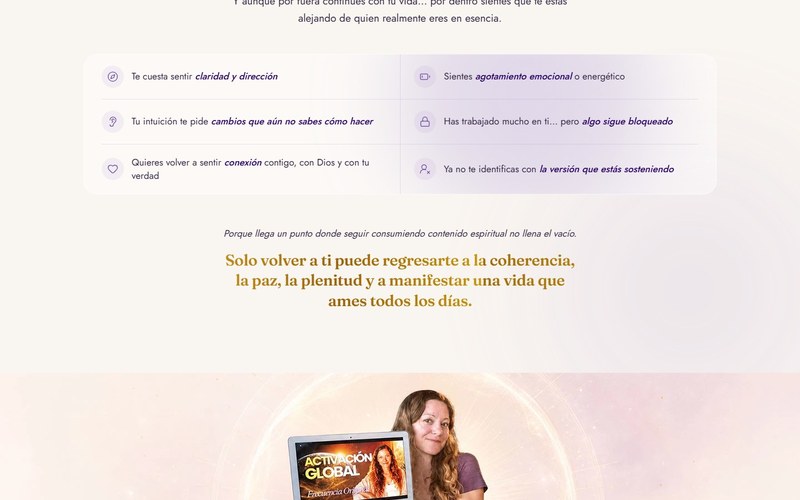 Y aunque por fuera continúes con tu vida... por dentro sientes que te estás
alejando de quien realmente eres en esencia.
Te cuesta sentir claridad y dirección
Sientes agotamiento emocional o energético
Tu intuición te pide cambios que aún no sabes cómo hacer
Has trabajado mucho en ti... pero algo sigue bloqueado
Quieres volver a sentir conexión contigo, con Dios y con tu
verdad
Ya no te identificas con la versión que estás sosteniendo
Porque llega un punto donde seguir consumiendo contenido espiritual no llena el vacío.
Solo volver a ti puede regresarte a la coherencia,
la paz, la plenitud y a manifestar una vida que
ames todos los días.
ACTIVACIÓN
GLOBAL
Frecuencia